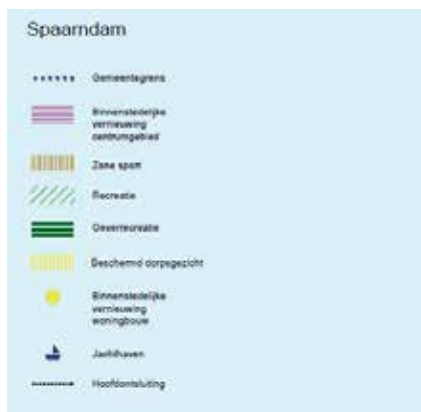 Spaarndam
Gemeentegrens
Binnenstedelijke
vernieuwing
centrumgebied
Zone sport
Recreatie
Oeverrecreatie
Beschermd dorpsgezicht
Binnenstedelijke
vernieuwing
woningbouw
Jachthaven
Hoofdontsluiting